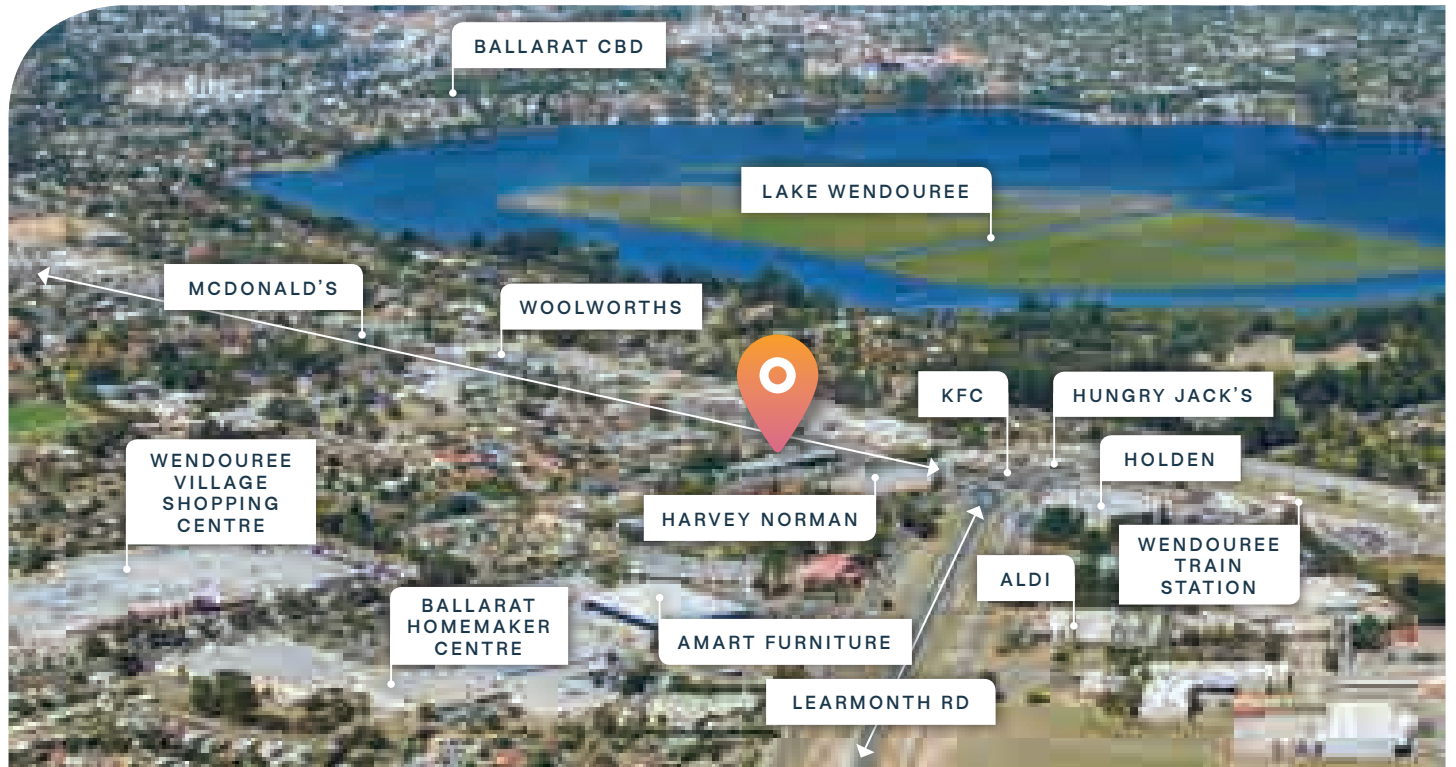 BALLARAT CBD
LAKE WENDOUREE
MCDONALD'S
WOOLWORTHS
KFC
HUNGRY JACK'S
HOLDEN
WENDOUREE
VILLAGE
SHOPPING
CENTRE
HARVEY NORMAN
WENDOUREE
TRAIN
STATION
ALDI
BALLARAT
HOMEMAKER
CENTRE
AMART FURNITURE
LEARMONTH RD